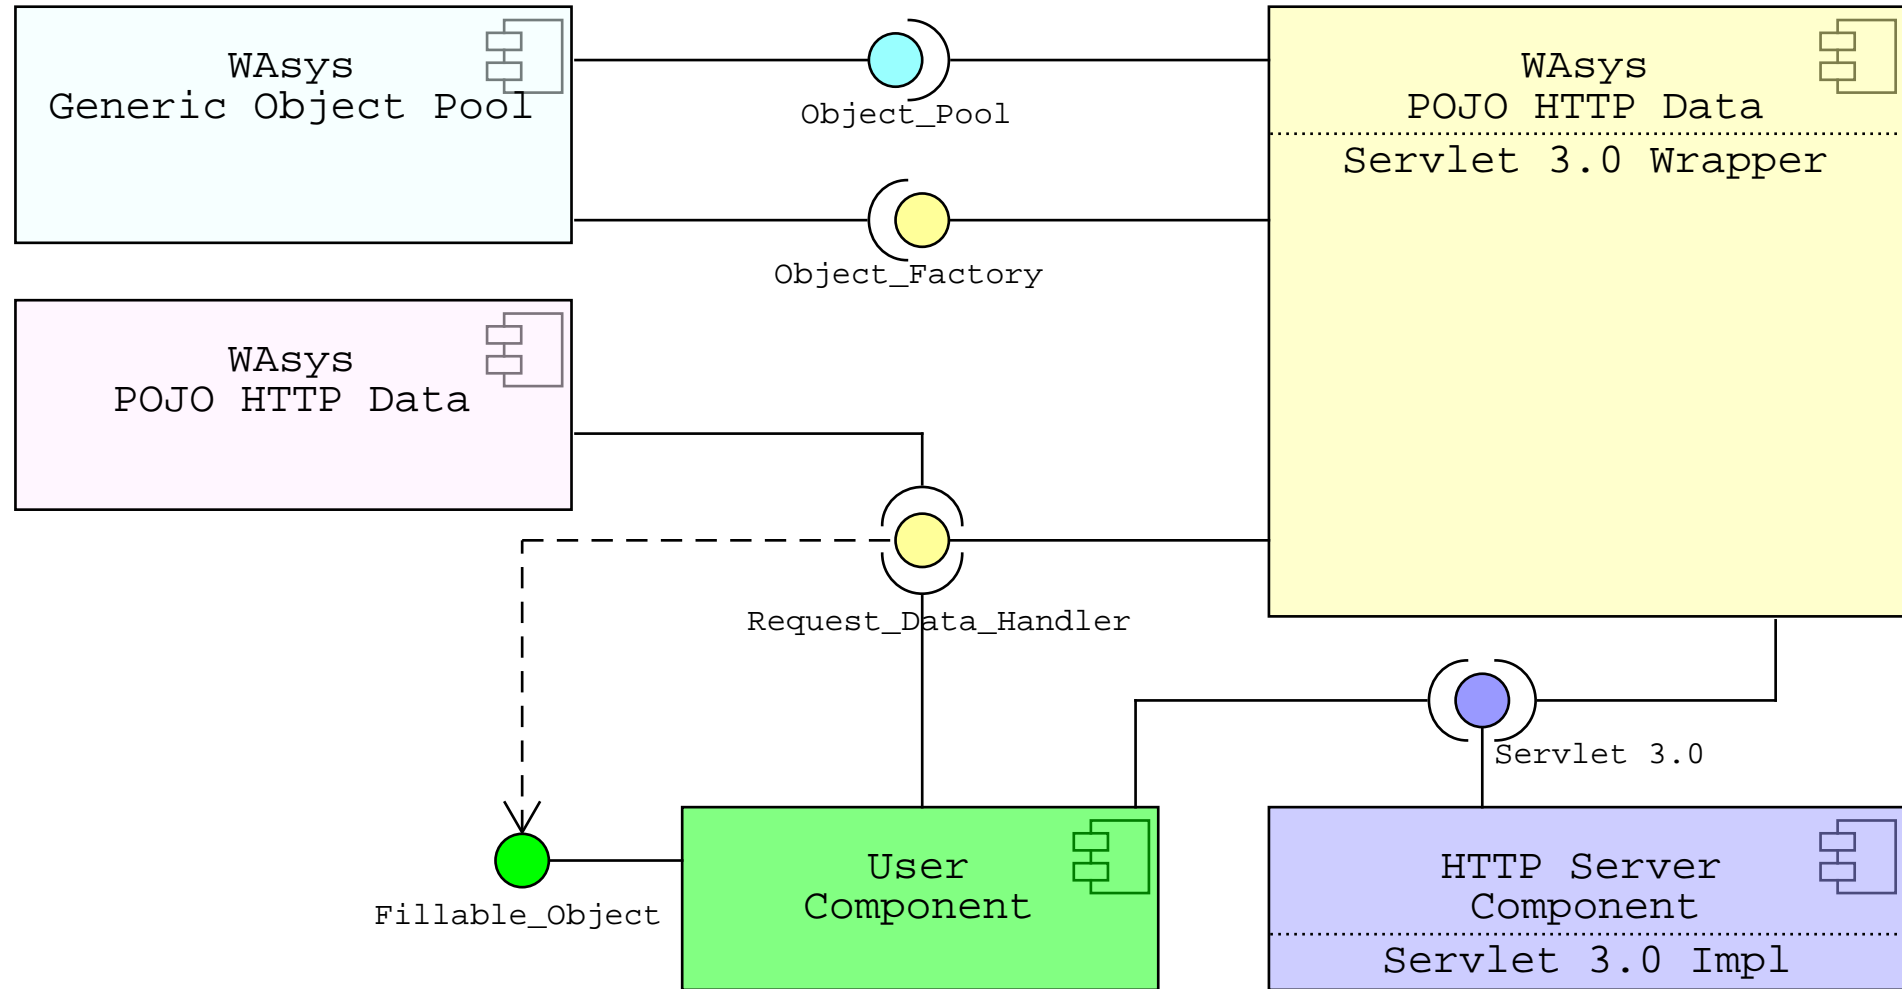 WAsys
Generic Object Pool
Object_Pool
WAsys
POJO HTTP Data
Servlet 3.0 Wrapper
Object_Factory
WAsys
POJO HTTP Data
Request_Data_Handler
Servlet 3.0
Fillable_Object
User
Component
HTTP Server
Component
Servlet 3.0 Impl